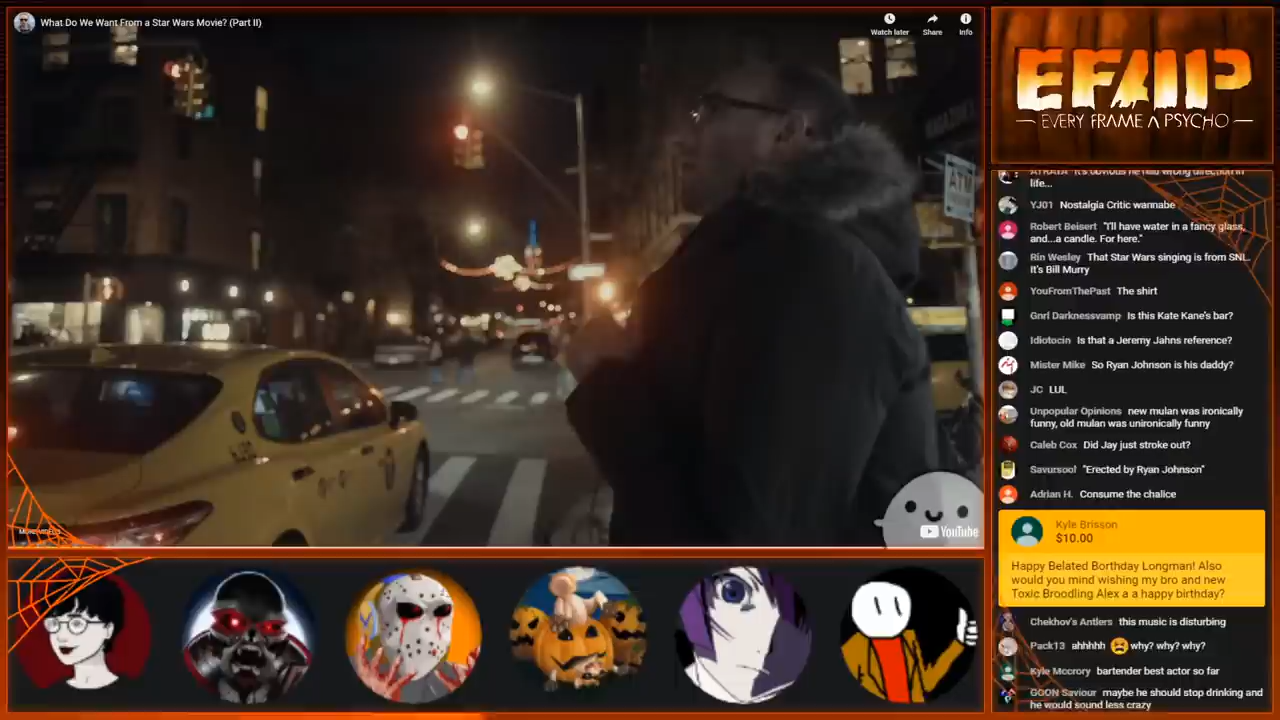 What Do We Want From a Star Wars Movie? (Part II)
Watch later
Share
Info
ATM
YouTube
EFAP
EVERY FRAME A PSYCHO
life...
YJ01 Nostalgia Critic wannabe
Robert Beisert "I'll have water in a fancy glass,
and...a candle. For here."
Rin Wesley That Star Wars singing is from SNL.
It's Bill Murry
YouFromThePast The shirt
Gnrl Darknessvamp Is this Kate Kane's bar?
Idiotocin Is that a Jeremy Jahns reference?
Mister Mike So Ryan Johnson is his daddy?
JC LUL
Unpopular Opinions new mulan was ironically
funny, old mulan was unironically funny
Caleb Cox Did Jay just stroke out?
Savursool "Erected by Ryan Johnson"
Adrian H. Consume the chalice
Kyle Brisson
$10.00
Happy Belated Borthday Longman! Also
would you mind wishing my bro and new
Toxic Broodling Alex a a happy birthday?
Chekhov's Antlers this music is disturbing
Pack13 ahhhhh 😫 why? why? why?
Kyle Mccrory bartender best actor so far
GOON Saviour maybe he should stop drinking and
he would sound less crazy